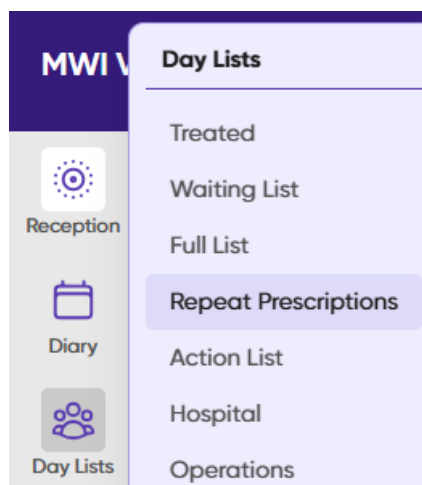 MWI V
Reception
Diary
Day Lists
Day Lists
Treated
Waiting List
Full List
Repeat Prescriptions
Action List
Hospital
Operations